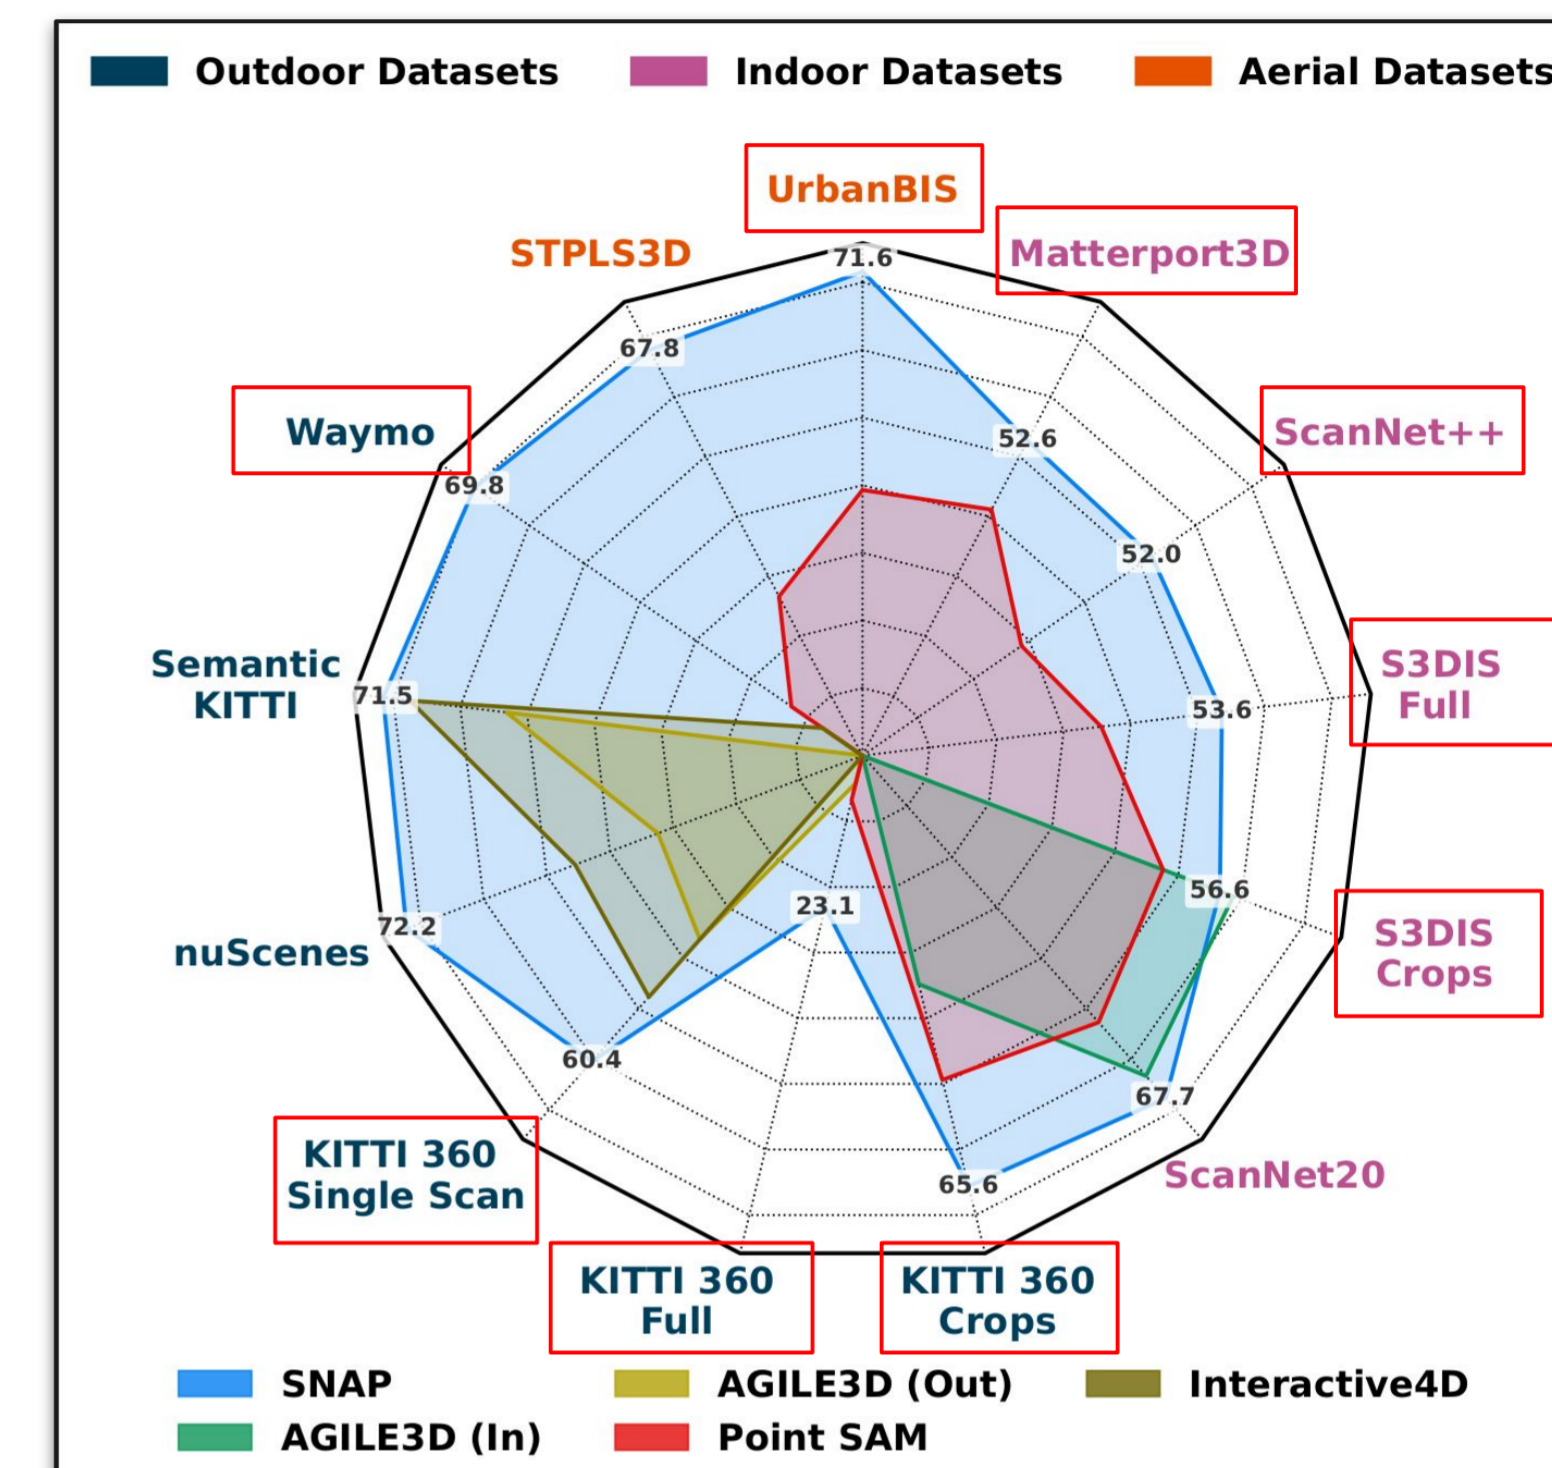 Outdoor Datasets
Indoor Datasets
Aerial Datasets
UrbanBIS
STPLS3D
Matterport3D
71.6
67.8
Waymo
ScanNet++
52.6
69.8
52.0
Semantic
KITTI
S3DIS
Full
71.5
53.6
56.6
23.1
72.2
nuScenes
S3DIS
Crops
60.4
67.7
65.6
KITTI 360
Single Scan
ScanNet20
KITTI 360
Full
KITTI 360
Crops
SNAP
AGILE3D (Out)
Interactive4D
AGILE3D (In)
Point SAM